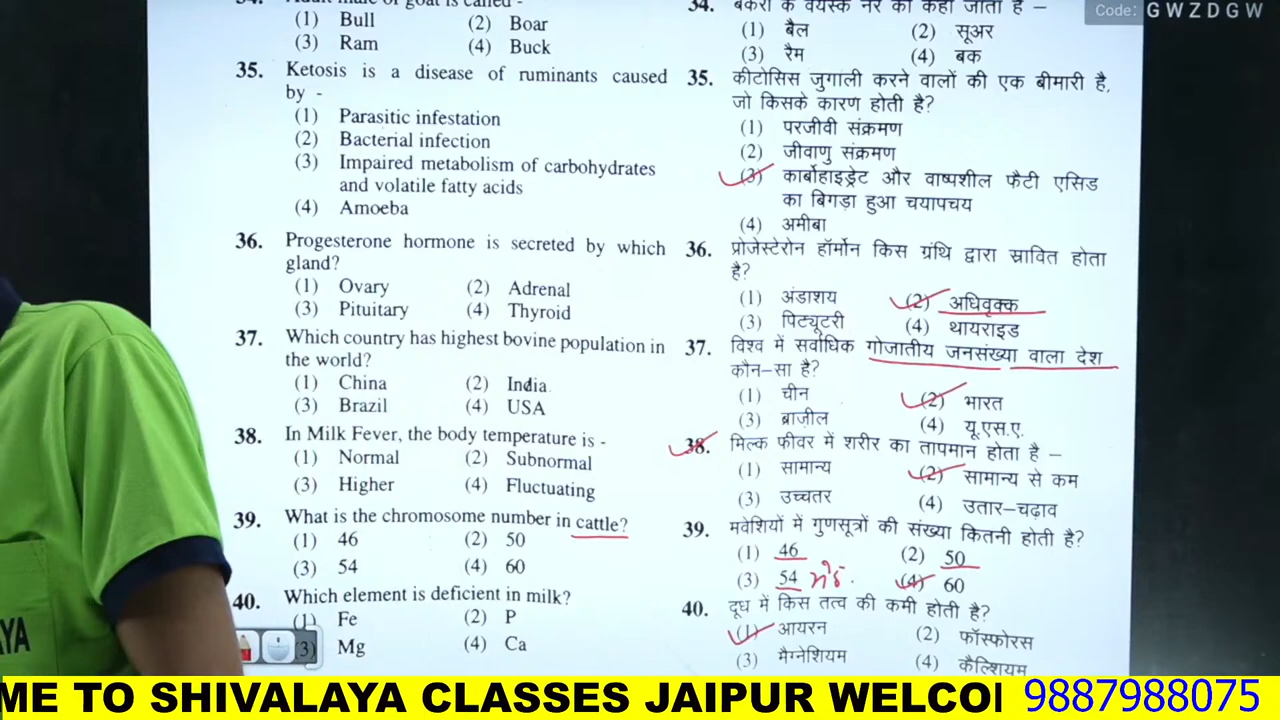 34. Adult male of goat is called -
(1) Bull (2) Boar
(3) Ram (4) Buck
35. Ketosis is a disease of ruminants caused
by -
(1) Parasitic infestation
(2) Bacterial infection
(3) Impaired metabolism of carbohydrates
and volatile fatty acids
(4) Amoeba
36. Progesterone hormone is secreted by which
gland?
(1) Ovary (2) Adrenal
(3) Pituitary (4) Thyroid
37. Which country has highest bovine population in
the world?
(1) China (2) India
(3) Brazil (4) USA
38. In Milk Fever, the body temperature is -
(1) Normal (2) Subnormal
(3) Higher (4) Fluctuating
39. What is the chromosome number in cattle?
(1) 46 (2) 50
(3) 54 (4) 60
40. Which element is deficient in milk?
(1) Fe (2) P
(3) Mg (4) Ca
34. बकरी के वयस्क नर को कहा जाता है –
(1) बैल (2) सूअर
(3) रैम (4) बक
35. कीटोसिस जुगाली करने वालों की एक बीमारी है,
जो किसके कारण होती है?
(1) परजीवी संक्रमण
(2) जीवाणु संक्रमण
(3) कार्बोहाइड्रेट और वाष्पशील फैटी एसिड
का बिगड़ा हुआ चयापचय
(4) अमीबा
36. प्रोजेस्टेरोन हॉर्मोन किस ग्रंथि द्वारा स्रावित होता
है?
(1) अंडाशय (2) अधिवृक्क
(3) पिट्यूटरी (4) थायराइड
37. विश्व में सर्वाधिक गोजातीय जनसंख्या वाला देश
कौन-सा है?
(1) चीन (2) भारत
(3) ब्राज़ील (4) यू.एस.ए.
38. मिल्क फीवर में शरीर का तापमान होता है –
(1) सामान्य (2) सामान्य से कम
(3) उच्चतर (4) उतार-चढ़ाव
39. मवेशियों में गुणसूत्रों की संख्या कितनी होती है?
(1) 46 (2) 50
(3) 54 भेड़ (4) 60
40. दूध में किस तत्व की कमी होती है?
(1) आयरन (2) फॉस्फोरस
(3) मैग्नेशियम (4) कैल्शियम
Code: GWZDGW
AYA
ME TO SHIVALAYA CLASSES JAIPUR WELCO 9887988075